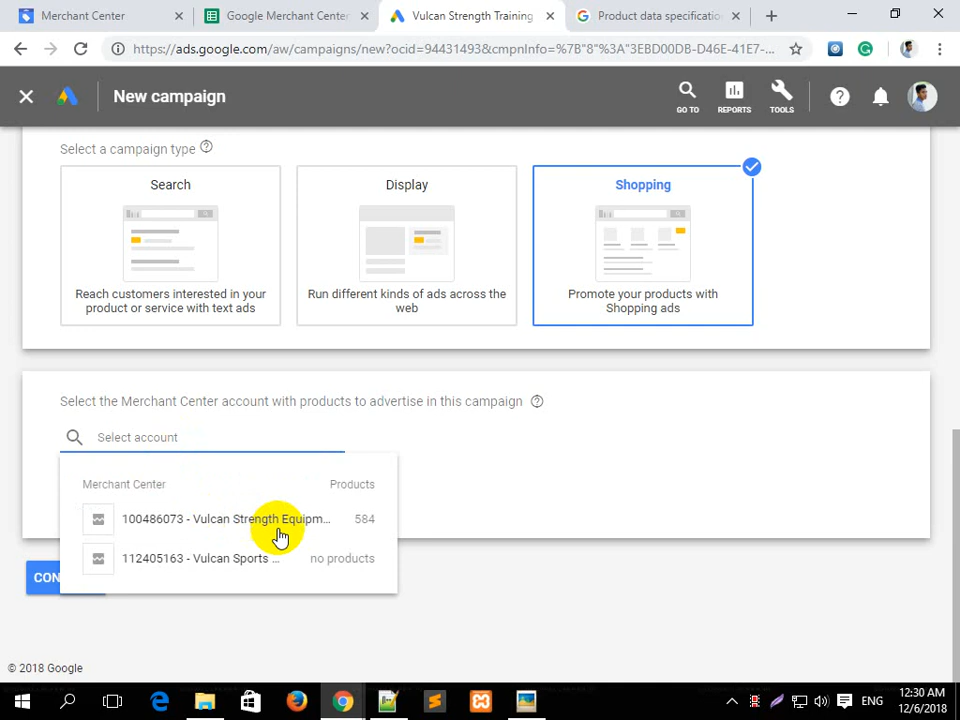 Merchant Center
Google Merchant Center
Vulcan Strength Training
Product data specificatio
https://ads.google.com/aw/campaigns/new?ocid=94431493&cmpnInfo=%7B"8"%3A"3EBD00DB-D46E-41E7-...
New campaign
GO TO
REPORTS
TOOLS
Select a campaign type
Search
Reach customers interested in your
product or service with text ads
Display
Run different kinds of ads across the
web
Shopping
Promote your products with
Shopping ads
Select the Merchant Center account with products to advertise in this campaign
Select account
Merchant Center Products
100486073 - Vulcan Strength Equipm... 584
112405163 - Vulcan Sports ... no products
CON
© 2018 Google
ENG
12:30 AM
12/6/2018